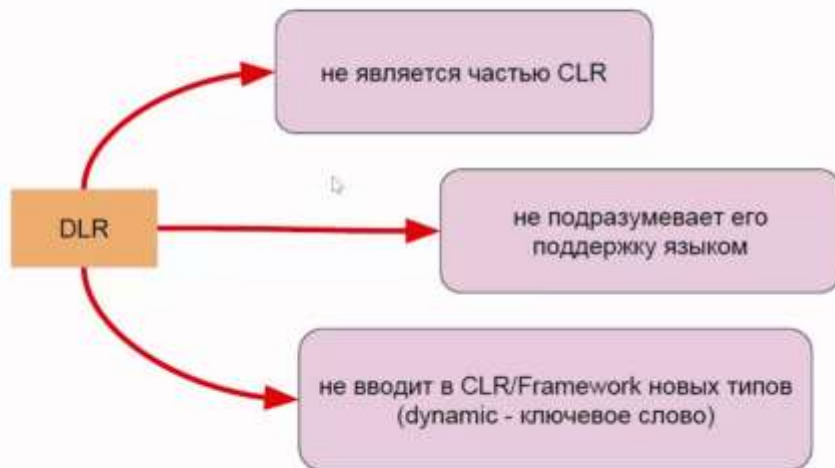 не является частью CLR
DLR
не подразумевает его
поддержку языком
не вводит в CLR/Framework новых типов
(dynamic - ключевое слово)